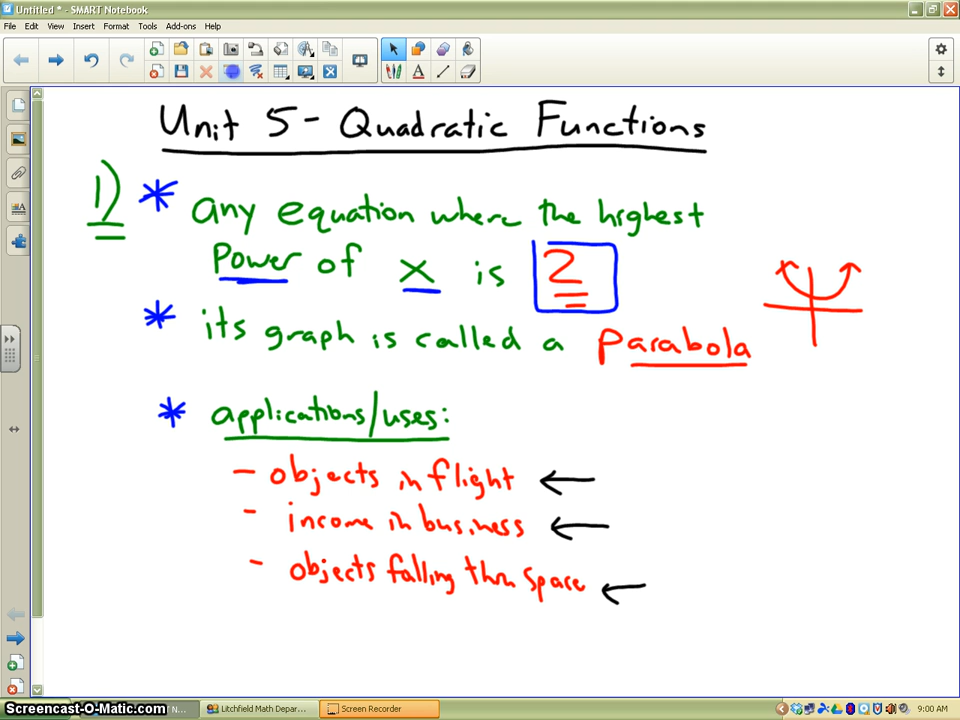 Untitled * - SMART Notebook
File Edit View Insert Format Tools Add-ons Help
Unit 5 - Quadratic Functions
1) * any equation where the highest
power of x is 2
* its graph is called a parabola
* applications/uses:
- objects in flight
- income in business
- objects falling thru space
Screencast-O-Matic.com
Litchfield Math Depar...
Screen Recorder
9:00 AM